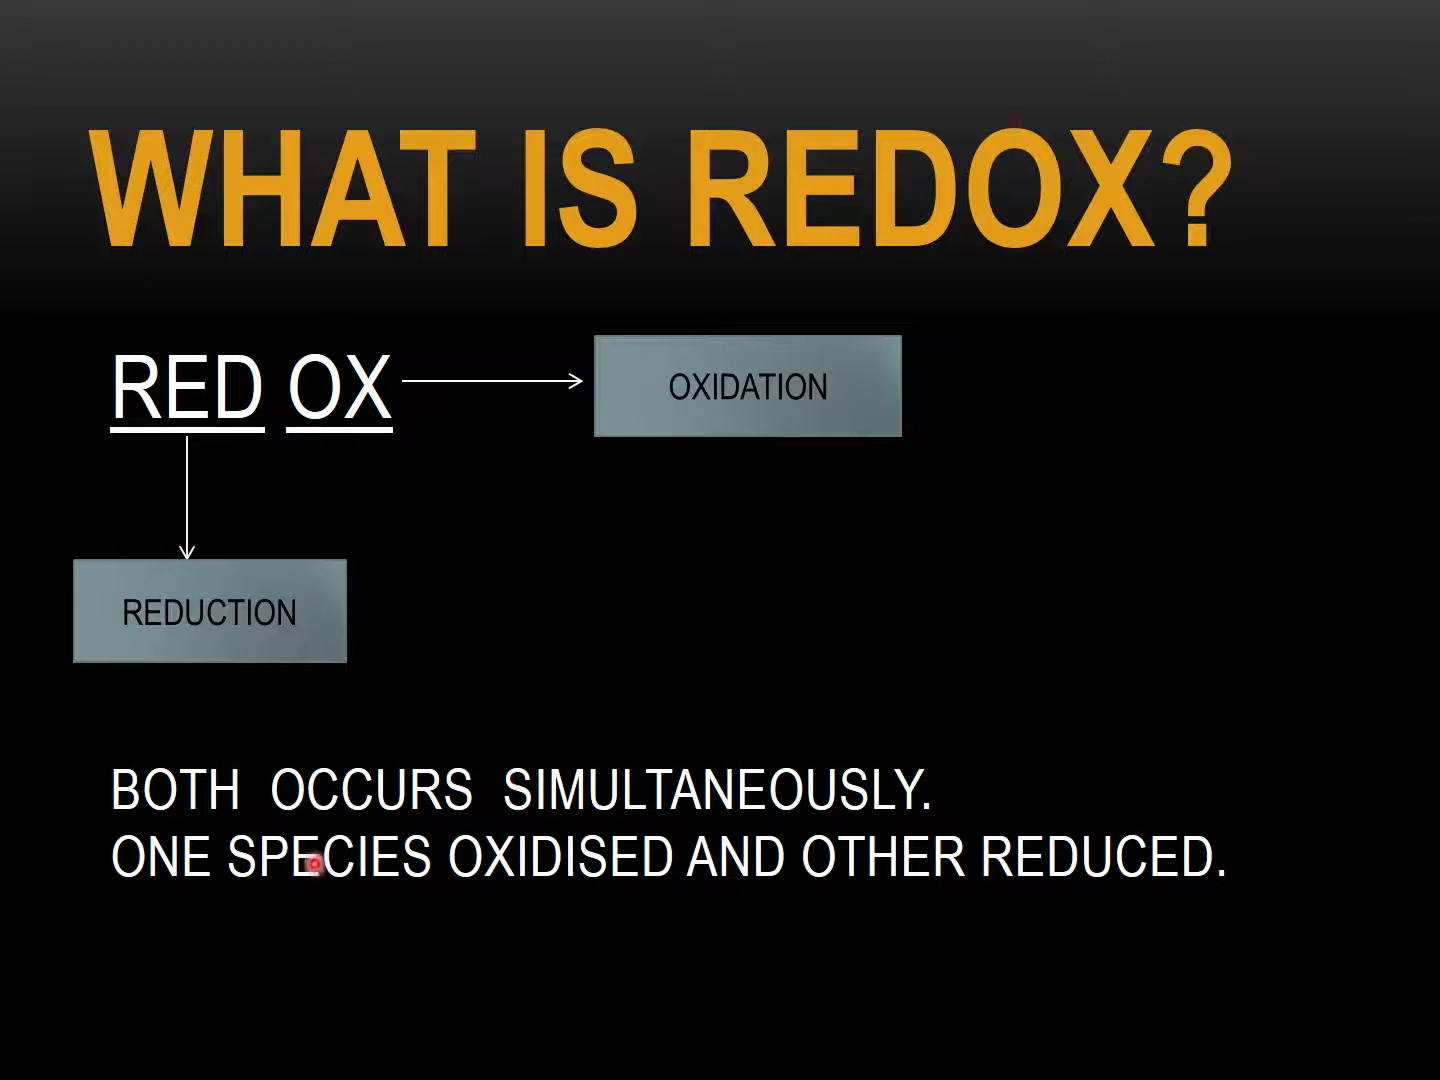 WHAT IS REDOX?
RED OX
OXIDATION
REDUCTION
BOTH OCCURS SIMULTANEOUSLY.
ONE SPECIES OXIDISED AND OTHER REDUCED.